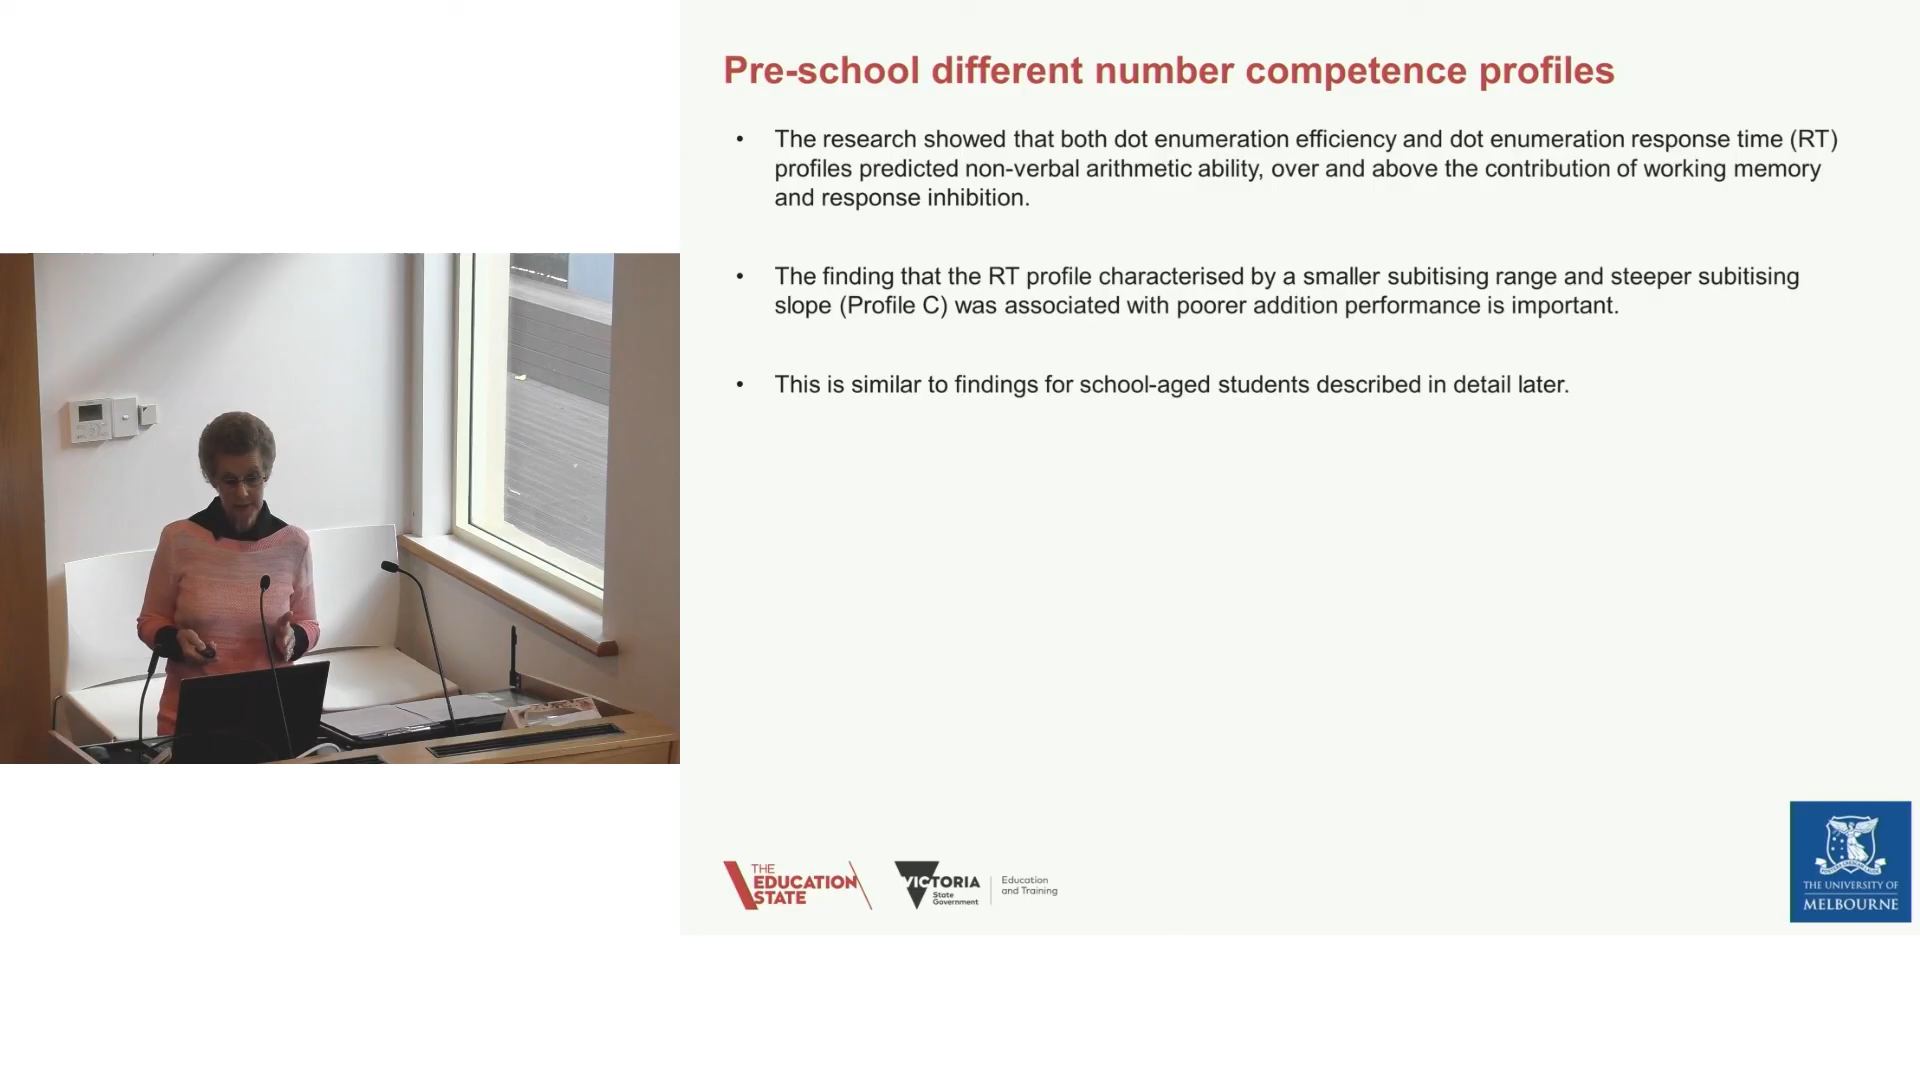 Pre-school different number competence profiles
• The research showed that both dot enumeration efficiency and dot enumeration response time (RT)
profiles predicted non-verbal arithmetic ability, over and above the contribution of working memory
and response inhibition.
• The finding that the RT profile characterised by a smaller subitising range and steeper subitising
slope (Profile C) was associated with poorer addition performance is important.
• This is similar to findings for school-aged students described in detail later.
THE
EDUCATION
STATE
VICTORIA
State
Government
Education
and Training
THE UNIVERSITY OF
MELBOURNE